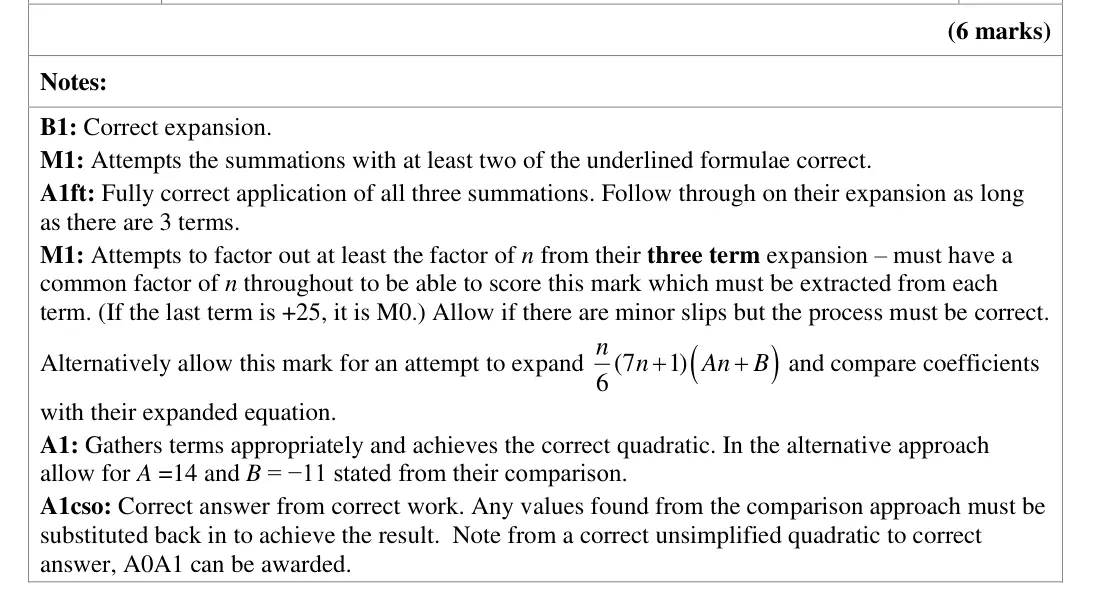 (6 marks)
Notes:
B1: Correct expansion.
M1: Attempts the summations with at least two of the underlined formulae correct.
A1ft: Fully correct application of all three summations. Follow through on their expansion as long
as there are 3 terms.
M1: Attempts to factor out at least the factor of n from their three term expansion – must have a
common factor of n throughout to be able to score this mark which must be extracted from each
term. (If the last term is +25, it is M0.) Allow if there are minor slips but the process must be correct.
Alternatively allow this mark for an attempt to expand n/6 (7n+1)(An+B) and compare coefficients
with their expanded equation.
A1: Gathers terms appropriately and achieves the correct quadratic. In the alternative approach
allow for A =14 and B = −11 stated from their comparison.
A1cso: Correct answer from correct work. Any values found from the comparison approach must be
substituted back in to achieve the result.  Note from a correct unsimplified quadratic to correct
answer, A0A1 can be awarded.